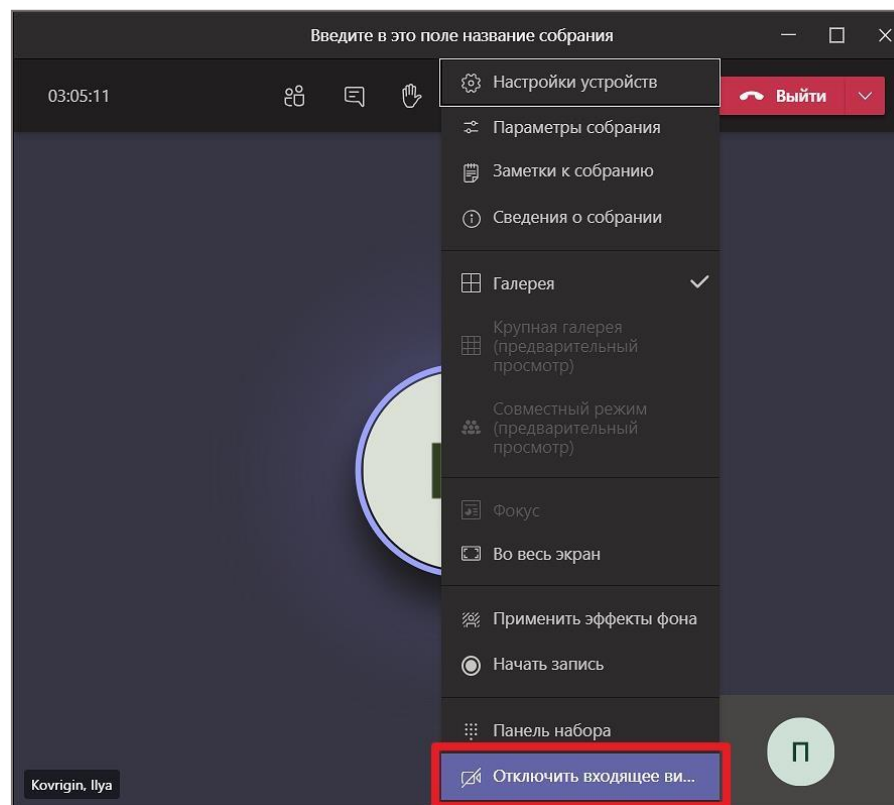 Введите в это поле название собрания
03:05:11
Выйти
Настройки устройств
Параметры собрания
Заметки к собранию
Сведения о собрании
Галерея
Крупная галерея
(предварительный
просмотр)
Совместный режим
(предварительный
просмотр)
Фокус
Во весь экран
Применить эффекты фона
Начать запись
Панель набора
Отключить входящее ви...
П
Kovrigin, Ilya